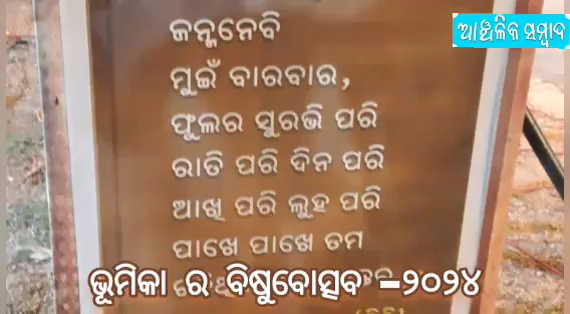 ଆଞ୍ଚଳିକ ସମ୍ବାଦ
ଜନ୍ମନେବି
ମୁଇଁ ବାରବାର,
ଫୁଲର ସୁରଭି ପରି
ରାତି ପରି ଦିନ ପରି
ଆଖି ପରି ଲୁହ ପରି
ପାଖେ ପାଖେ ତମ
ଭୂମିକା ର ବିଷୁବୋତ୍ସବ -୨୦୨୪